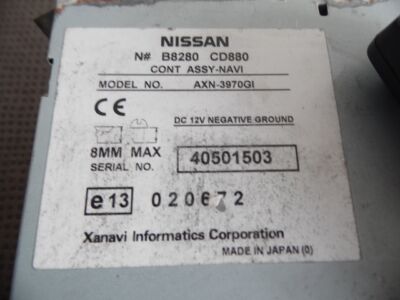 NISSAN
N# B8280 CD880
CONT ASSY-NAVI
MODEL NO. AXN-3970GI
CE
DC 12V NEGATIVE GROUND
8MM MAX
SERIAL NO. 40501503
e13 020672
Xanavi Informatics Corporation
MADE IN JAPAN (0)